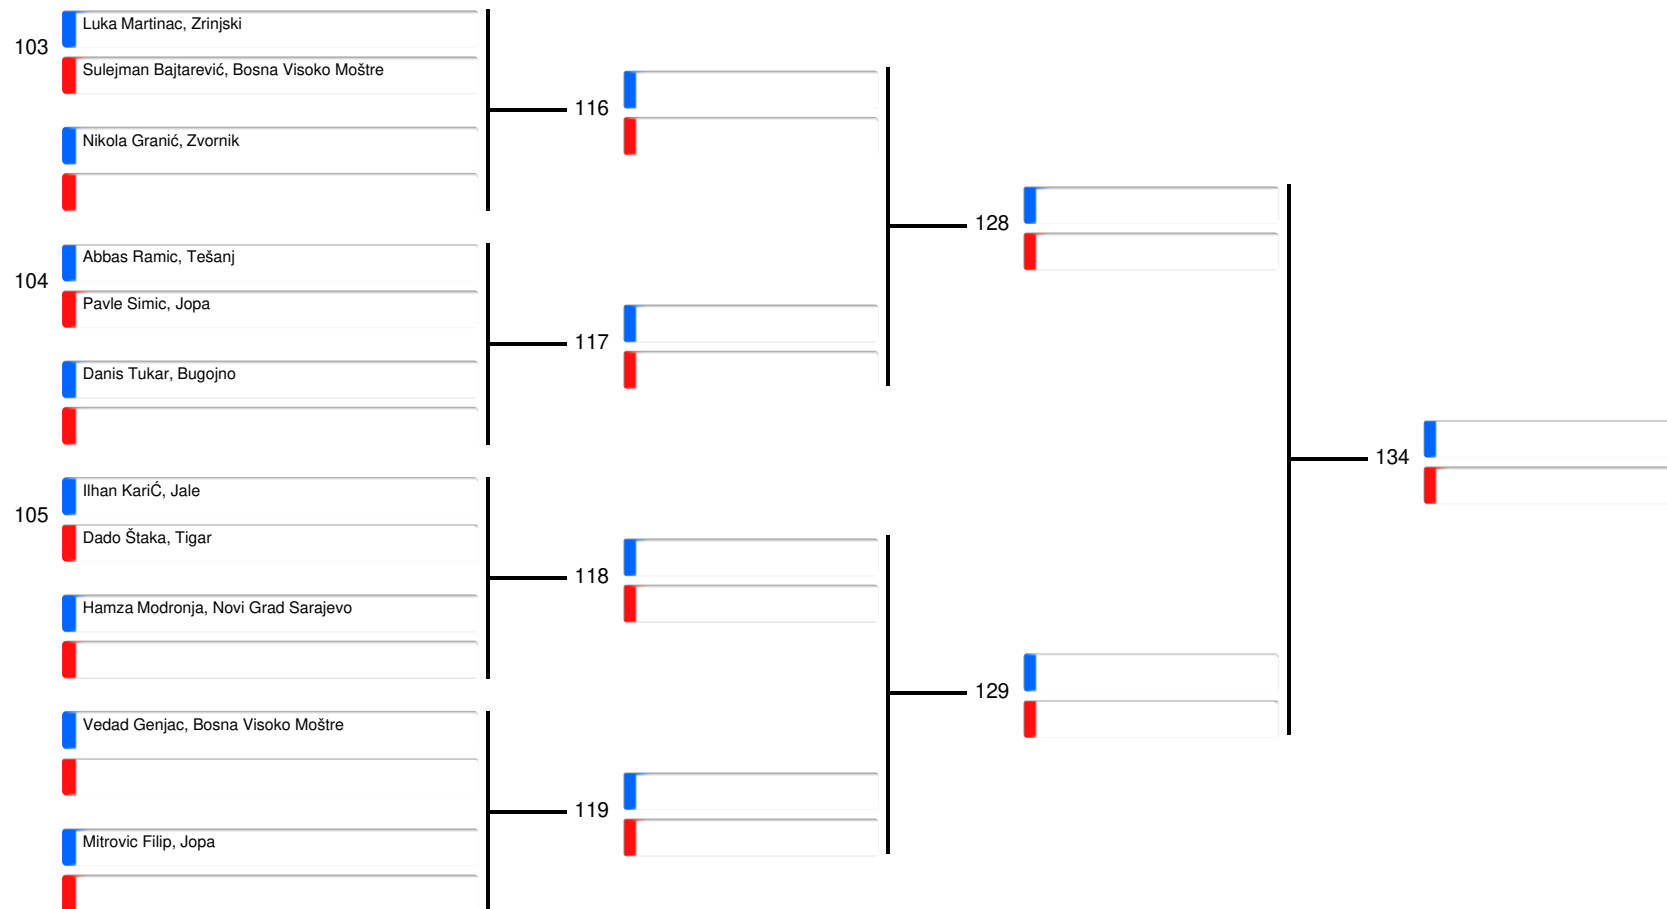 Luka Martinac, Zrinjski
103
Sulejman Bajtarević, Bosna Visoko Moštre
116
Nikola Granić, Zvornik
128
Abbas Ramic, Tešanj
104
Pavle Simic, Jopa
117
Danis Tukar, Bugojno
134
Ilhan KariĆ, Jale
105
Dado Štaka, Tigar
118
Hamza Modronja, Novi Grad Sarajevo
129
Vedad Genjac, Bosna Visoko Moštre
119
Mitrovic Filip, Jopa